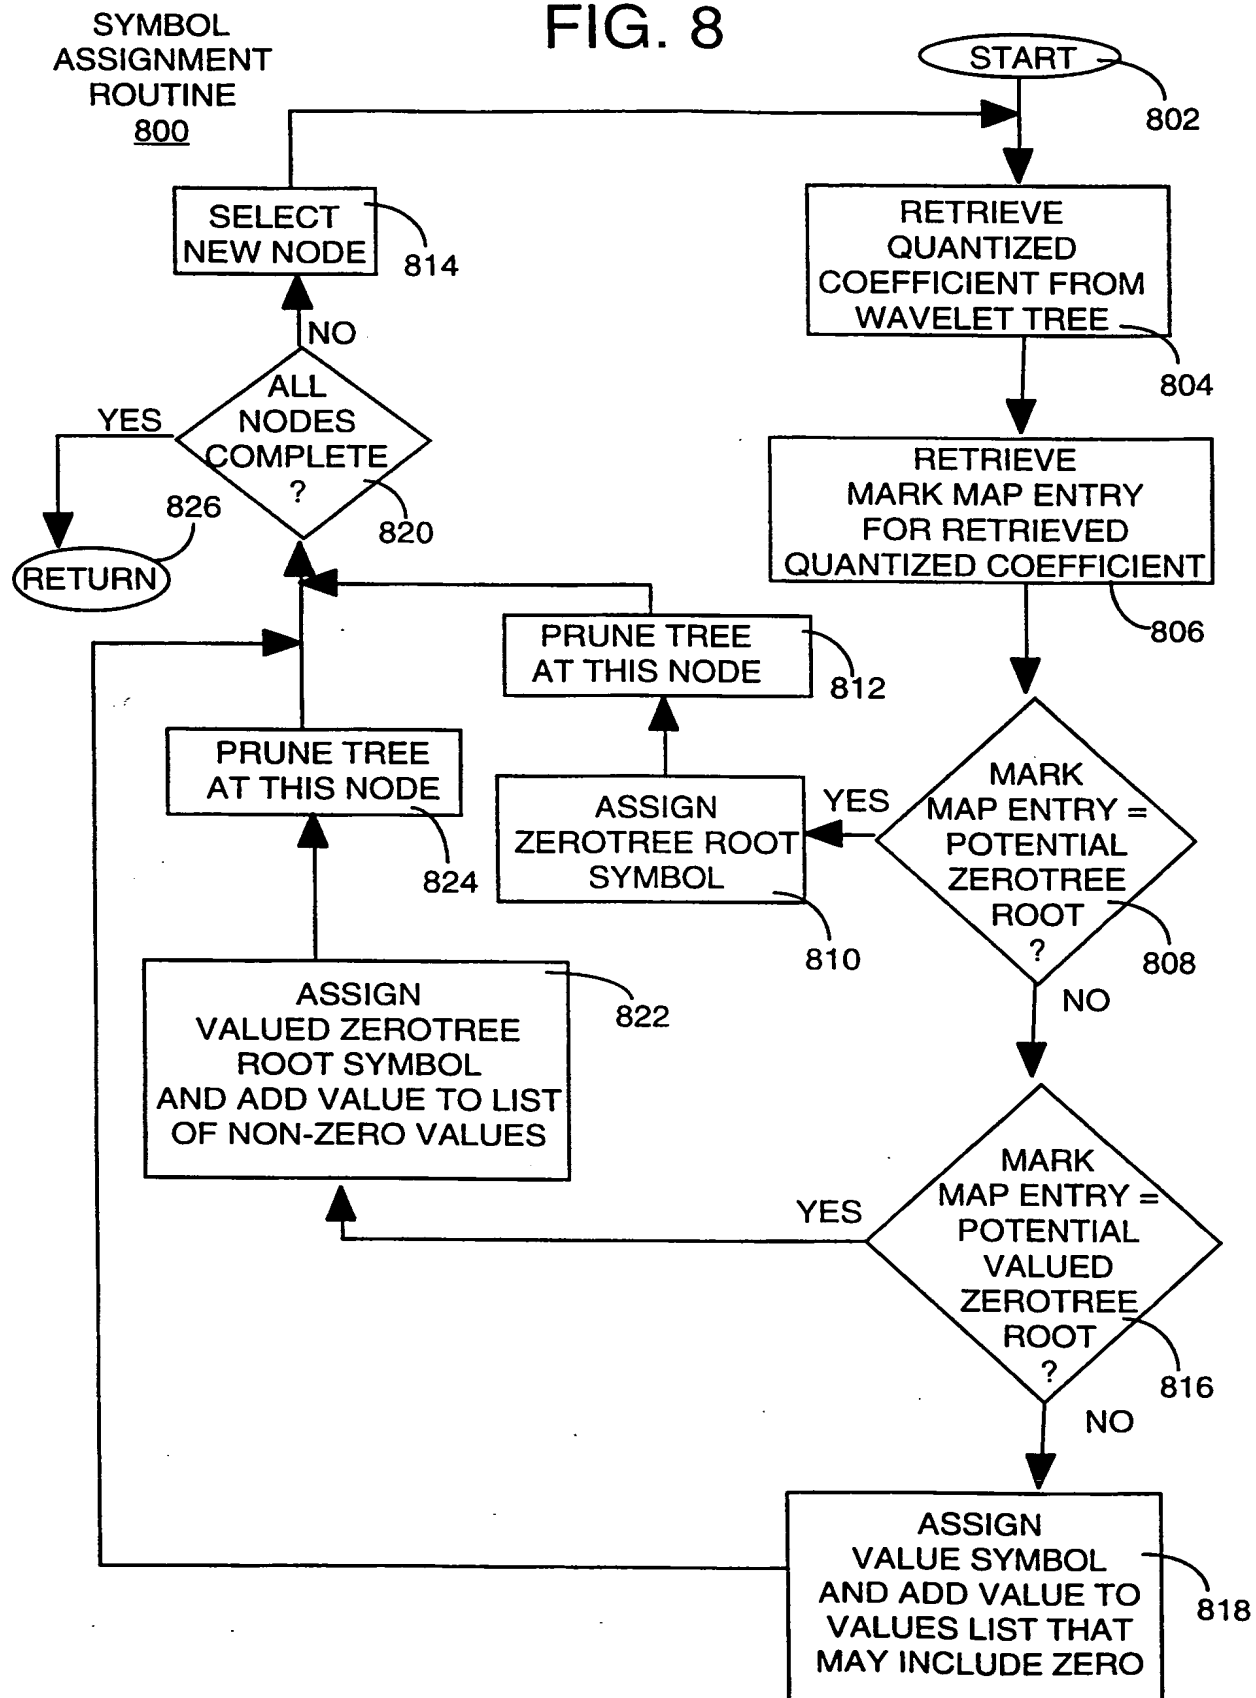 FIG. 8
SYMBOL
ASSIGNMENT
ROUTINE
800
START
802
RETRIEVE
QUANTIZED
COEFFICIENT FROM
WAVELET TREE
804
RETRIEVE
MARK MAP ENTRY
FOR RETRIEVED
QUANTIZED COEFFICIENT
806
MARK
MAP ENTRY =
POTENTIAL
ZEROTREE
ROOT
?
808
YES
NO
ASSIGN
ZEROTREE ROOT
SYMBOL
810
PRUNE TREE
AT THIS NODE
812
SELECT
NEW NODE
814
NO
ALL
NODES
COMPLETE
?
820
YES
826
RETURN
PRUNE TREE
AT THIS NODE
824
ASSIGN
VALUED ZEROTREE
ROOT SYMBOL
AND ADD VALUE TO LIST
OF NON-ZERO VALUES
822
YES
MARK
MAP ENTRY =
POTENTIAL
VALUED
ZEROTREE
ROOT
?
816
NO
ASSIGN
VALUE SYMBOL
AND ADD VALUE TO
VALUES LIST THAT
MAY INCLUDE ZERO
818